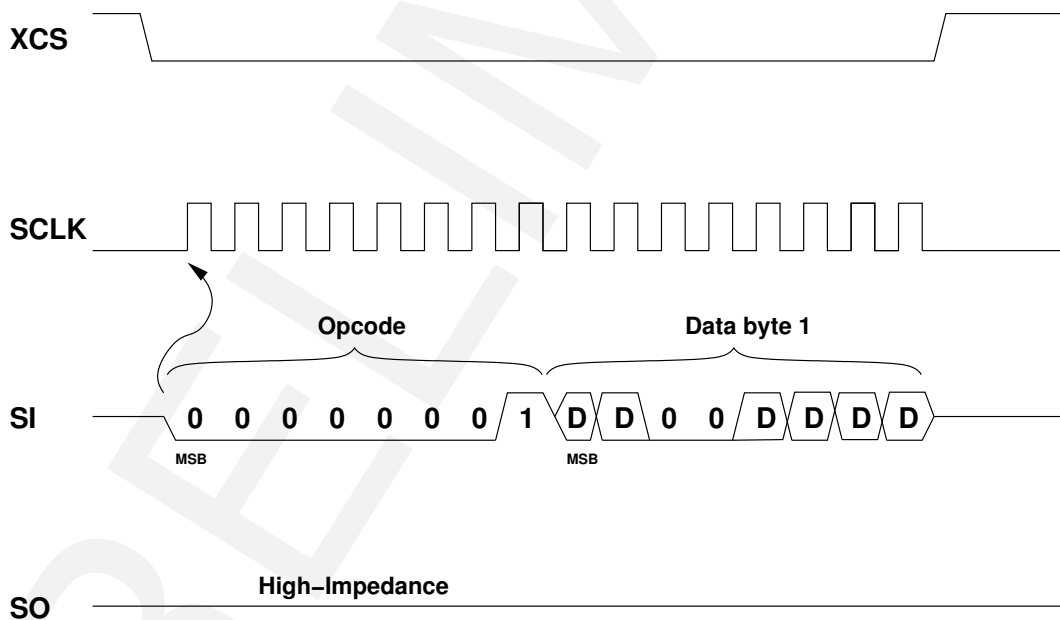 XCS
SCLK
Opcode Data byte 1
SI 0 0 0 0 0 0 0 1 D D 0 0 D D D D
MSB MSB
High-Impedance
SO